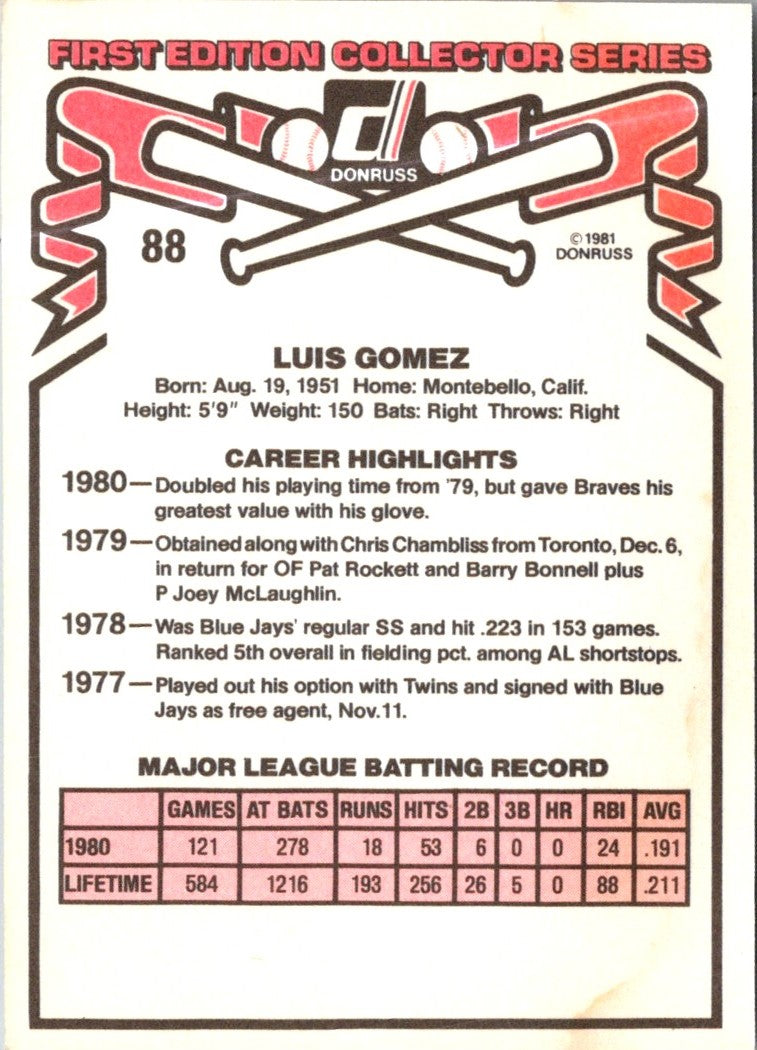 FIRST EDITION COLLECTOR SERIES
d
DONRUSS
88
© 1981
DONRUSS
LUIS GOMEZ
Born: Aug. 19, 1951 Home: Montebello, Calif.
Height: 5'9" Weight: 150 Bats: Right Throws: Right
CAREER HIGHLIGHTS
1980—Doubled his playing time from '79, but gave Braves his
greatest value with his glove.
1979—Obtained along with Chris Chambliss from Toronto, Dec. 6,
in return for OF Pat Rockett and Barry Bonnell plus
P Joey McLaughlin.
1978—Was Blue Jays' regular SS and hit .223 in 153 games.
Ranked 5th overall in fielding pct. among AL shortstops.
1977—Played out his option with Twins and signed with Blue
Jays as free agent, Nov. 11.
MAJOR LEAGUE BATTING RECORD
GAMES AT BATS RUNS HITS 2B 3B HR RBI AVG
1980 121 278 18 53 6 0 0 24 .191
LIFETIME 584 1216 193 256 26 5 0 88 .211